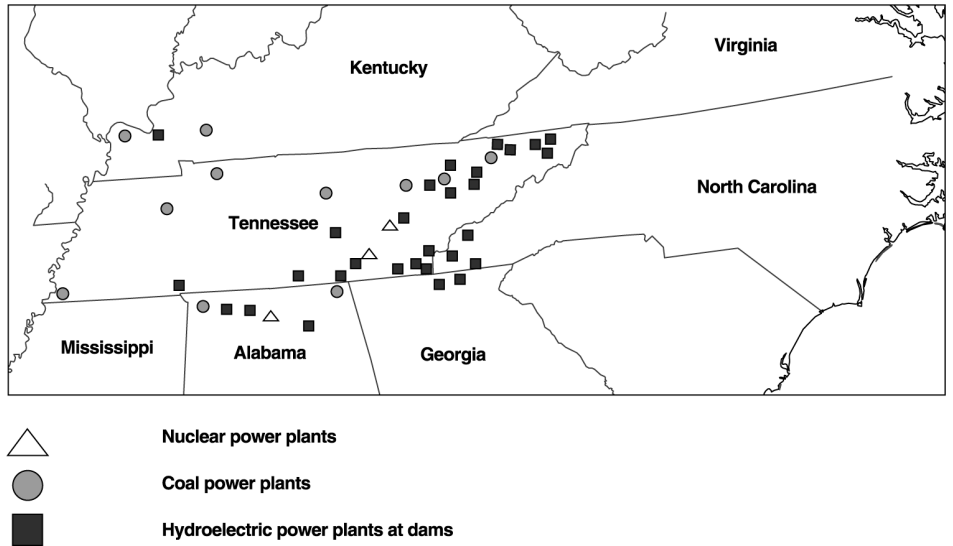 Virginia
Kentucky
North Carolina
Tennessee
Mississippi
Alabama
Georgia
Nuclear power plants
Coal power plants
Hydroelectric power plants at dams